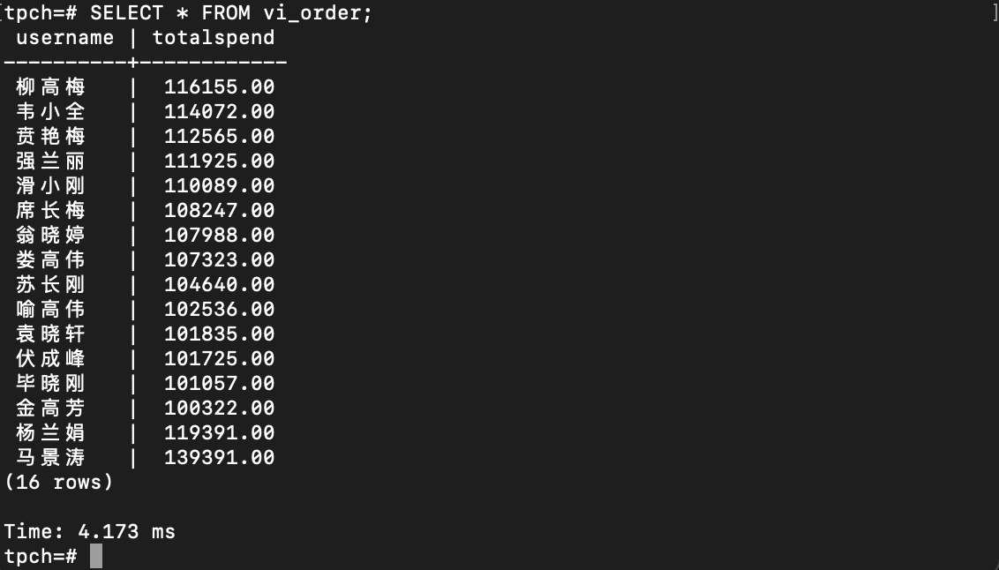 [tpch=# SELECT * FROM vi_order; ]
 username | totalspend
----------+------------
 柳高梅   |  116155.00
 韦小全   |  114072.00
 贲艳梅   |  112565.00
 强兰丽   |  111925.00
 滑小刚   |  110089.00
 席长梅   |  108247.00
 翁晓婷   |  107988.00
 娄高伟   |  107323.00
 苏长刚   |  104640.00
 喻高伟   |  102536.00
 袁晓轩   |  101835.00
 伏成峰   |  101725.00
 毕晓刚   |  101057.00
 金高芳   |  100322.00
 杨兰娟   |  119391.00
 马景涛   |  139391.00
(16 rows)
Time: 4.173 ms
tpch=#